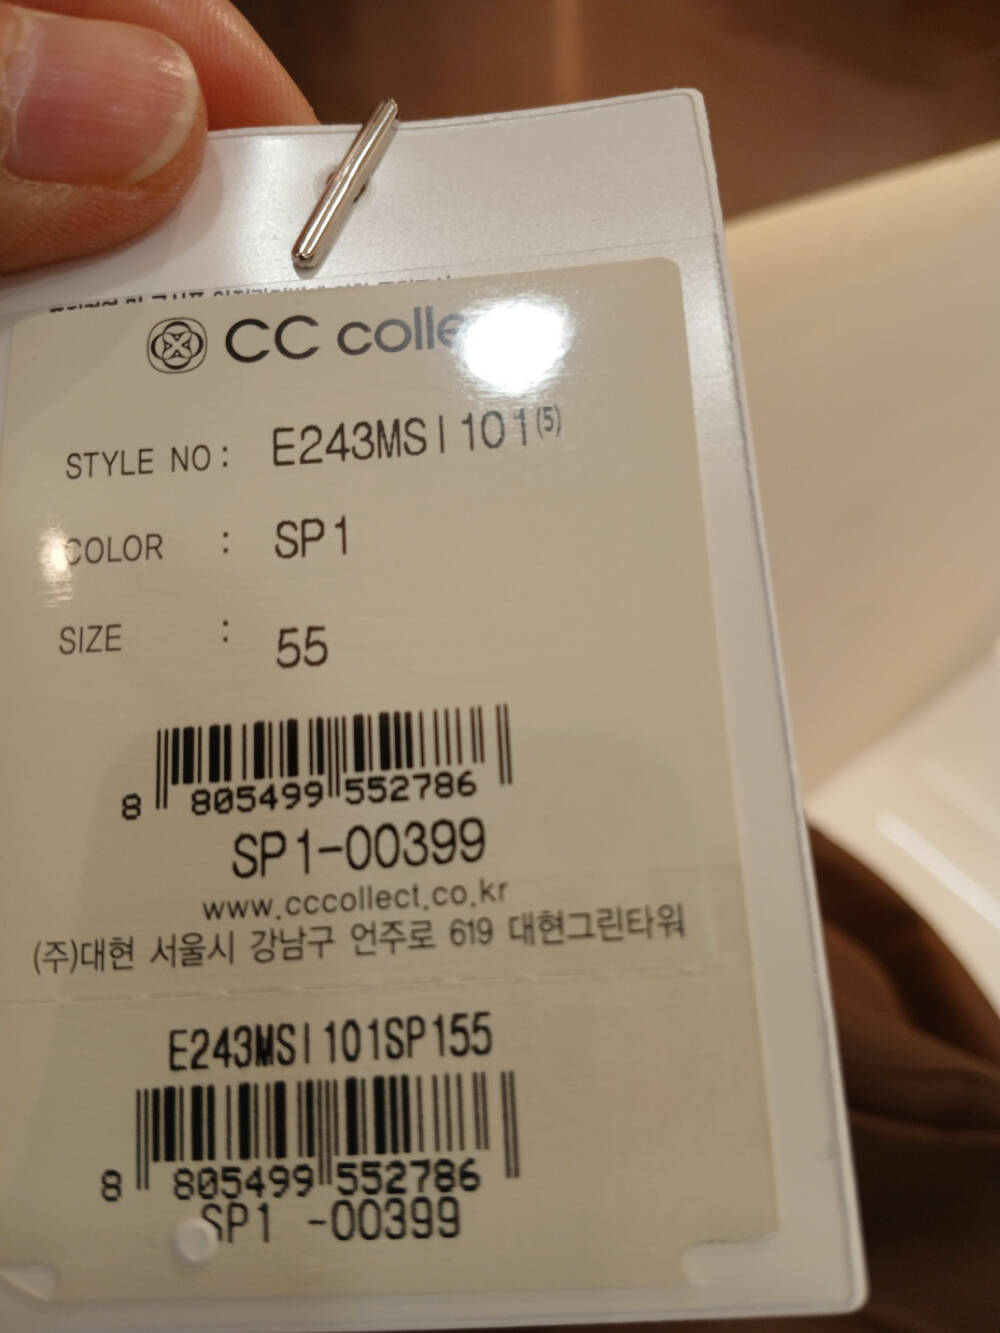 CC colle
STYLE NO : E243MSI101(5)
COLOR : SP1
SIZE : 55
8 805499 552786
SP1-00399
www.cccollect.co.kr
(주)대현 서울시 강남구 언주로 619 대현그린타워
E243MSI101SP155
8 805499 552786
SP1 -00399